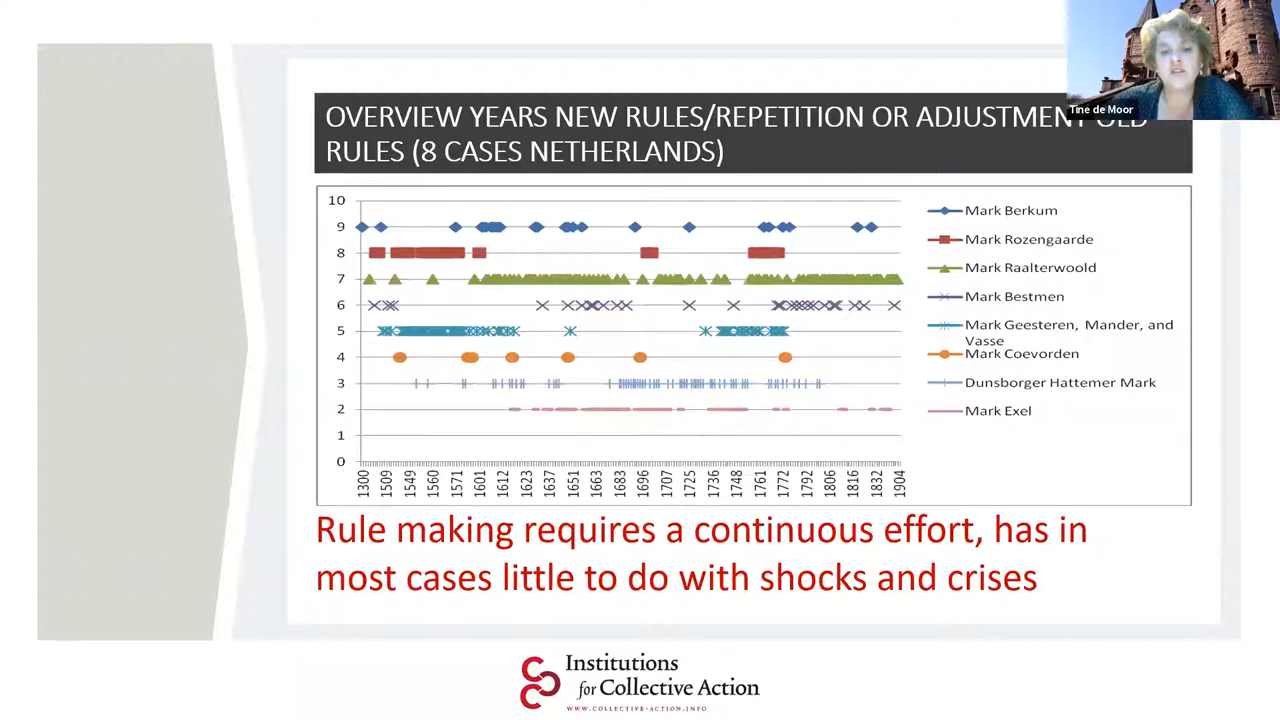 Tine de Moor
OVERVIEW YEARS NEW RULES/REPETITION OR ADJUSTMENT OLD
RULES (8 CASES NETHERLANDS)
10
9
8
7
6
5
4
3
2
1
0
1300 1509 1549 1560 1571 1601 1612 1623 1637 1651 1663 1683 1696 1707 1725 1736 1748 1761 1772 1792 1806 1816 1832 1904
Mark Berkum
Mark Rozengaarde
Mark Raalterwoold
Mark Bestmen
Mark Geesteren, Mander, and
Vasse
Mark Coevorden
Dunsborger Hattemer Mark
Mark Exel
Rule making requires a continuous effort, has in
most cases little to do with shocks and crises
Institutions
for Collective Action
WWW.COLLECTIVE-ACTION.INFO